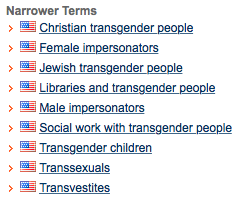 Narrower Terms
Christian transgender people
Female impersonators
Jewish transgender people
Libraries and transgender people
Male impersonators
Social work with transgender people
Transgender children
Transsexuals
Transvestites